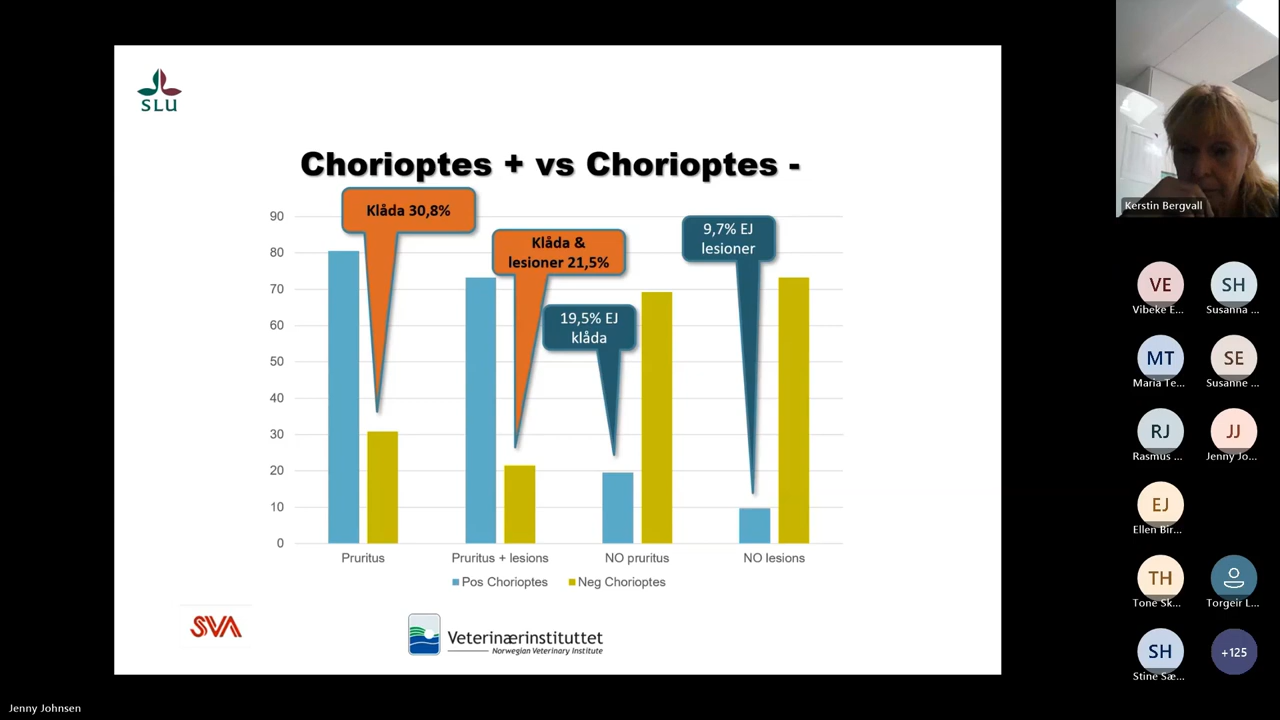 SLU
Chorioptes + vs Chorioptes -
Klåda 30,8%
Klåda &
lesioner 21,5%
19,5% EJ
klåda
9,7% EJ
lesioner
90
80
70
60
50
40
30
20
10
0
Pruritus
Pruritus + lesions
NO pruritus
NO lesions
Pos Chorioptes
Neg Chorioptes
SVA
Veterinærinstituttet
Norwegian Veterinary Institute
Kerstin Bergvall
VE
Vibeke E...
SH
Susanna ...
MT
Maria Te...
SE
Susanne ...
RJ
Rasmus ...
JJ
Jenny Jo...
EJ
Ellen Bir...
TH
Tone Sk...
Torgeir L...
SH
Stine Sæ...
+125
Jenny Johnsen